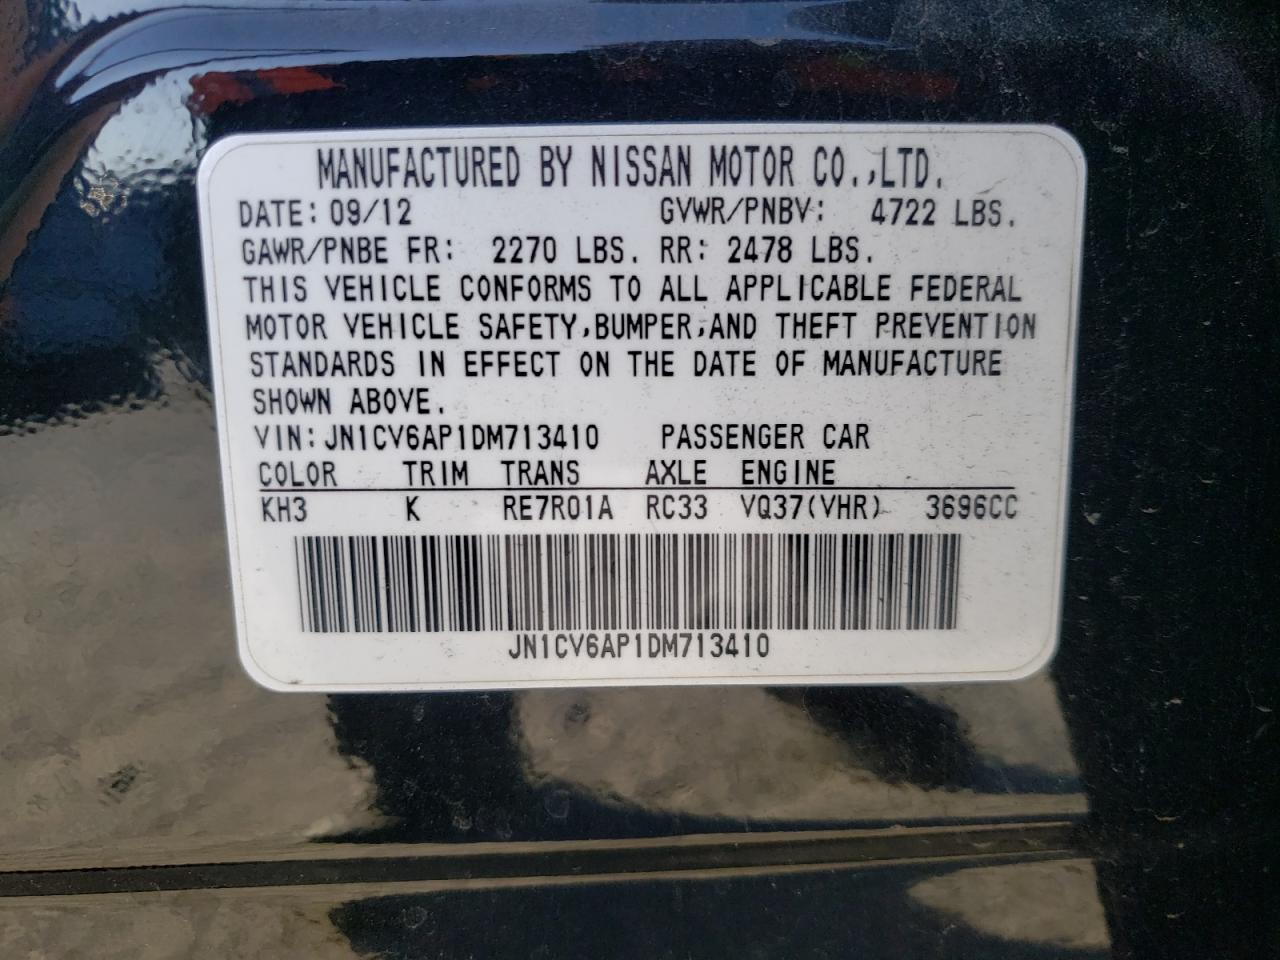 MANUFACTURED BY NISSAN MOTOR CO.,LTD.
DATE: 09/12 GVWR/PNBV: 4722 LBS.
GAWR/PNBE FR: 2270 LBS. RR: 2478 LBS.
THIS VEHICLE CONFORMS TO ALL APPLICABLE FEDERAL
MOTOR VEHICLE SAFETY,BUMPER,AND THEFT PREVENTION
STANDARDS IN EFFECT ON THE DATE OF MANUFACTURE
SHOWN ABOVE.
VIN: JN1CV6AP1DM713410 PASSENGER CAR
COLOR TRIM TRANS AXLE ENGINE
KH3 K RE7R01A RC33 VQ37(VHR) 3696CC
JN1CV6AP1DM713410